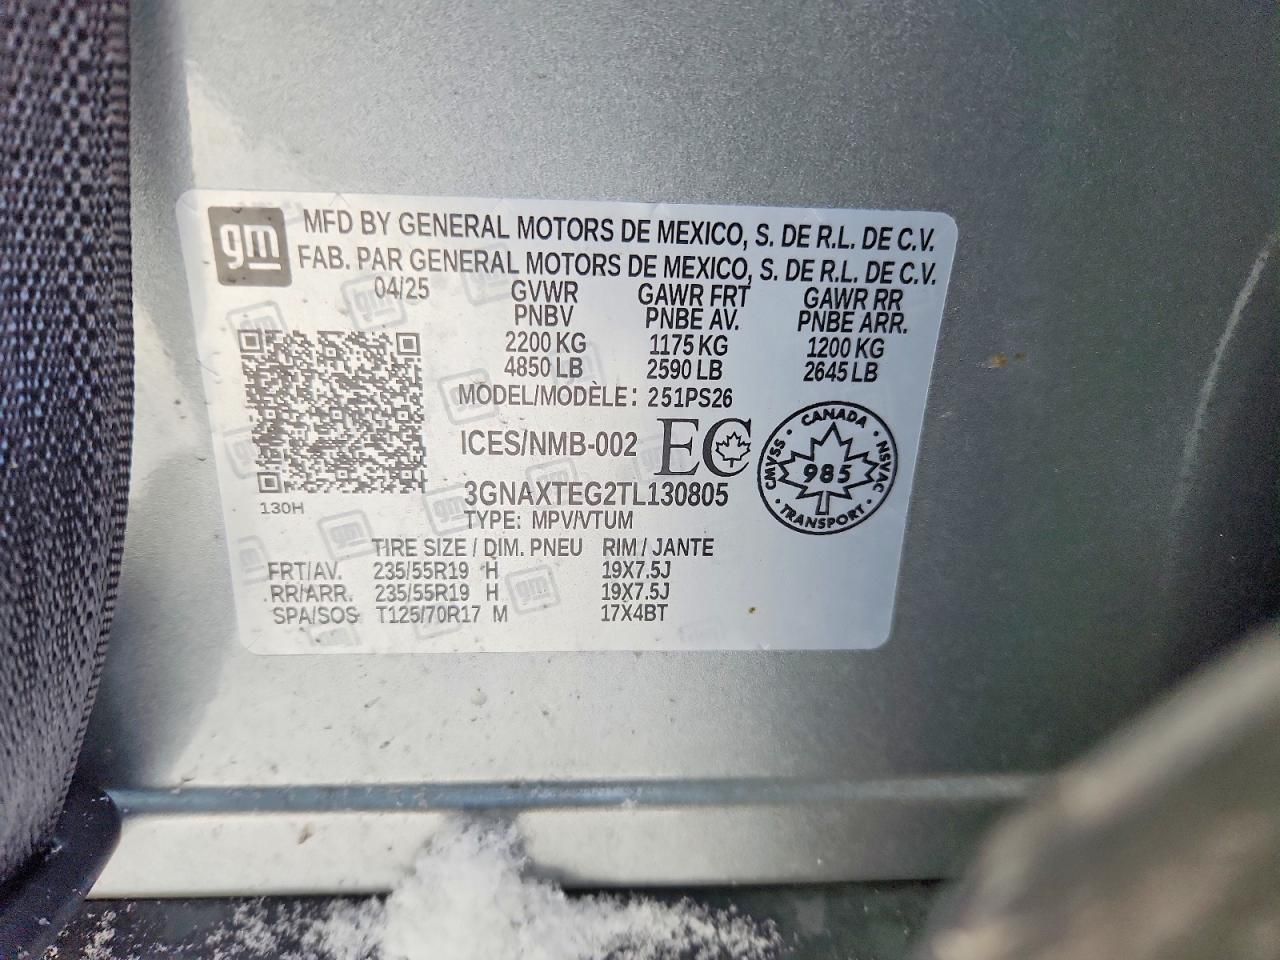 gm
MFD BY GENERAL MOTORS DE MEXICO, S. DE R.L. DE C.V.
FAB. PAR GENERAL MOTORS DE MEXICO, S. DE R.L. DE C.V.
04/25 GVWR GAWR FRT GAWR RR
PNBV PNBE AV. PNBE ARR.
2200 KG 1175 KG 1200 KG
4850 LB 2590 LB 2645 LB
MODEL/MODÈLE: 251PS26
ICES/NMB-002 EC
CANADA
CMVSS 985 NSVAC
TRANSPORT
130H
3GNAXTEG2TL130805
TYPE: MPV/VTUM
TIRE SIZE / DIM. PNEU RIM / JANTE
FRT/AV. 235/55R19 H 19X7.5J
RR/ARR. 235/55R19 H 19X7.5J
SPA/SOS T125/70R17 M 17X4BT